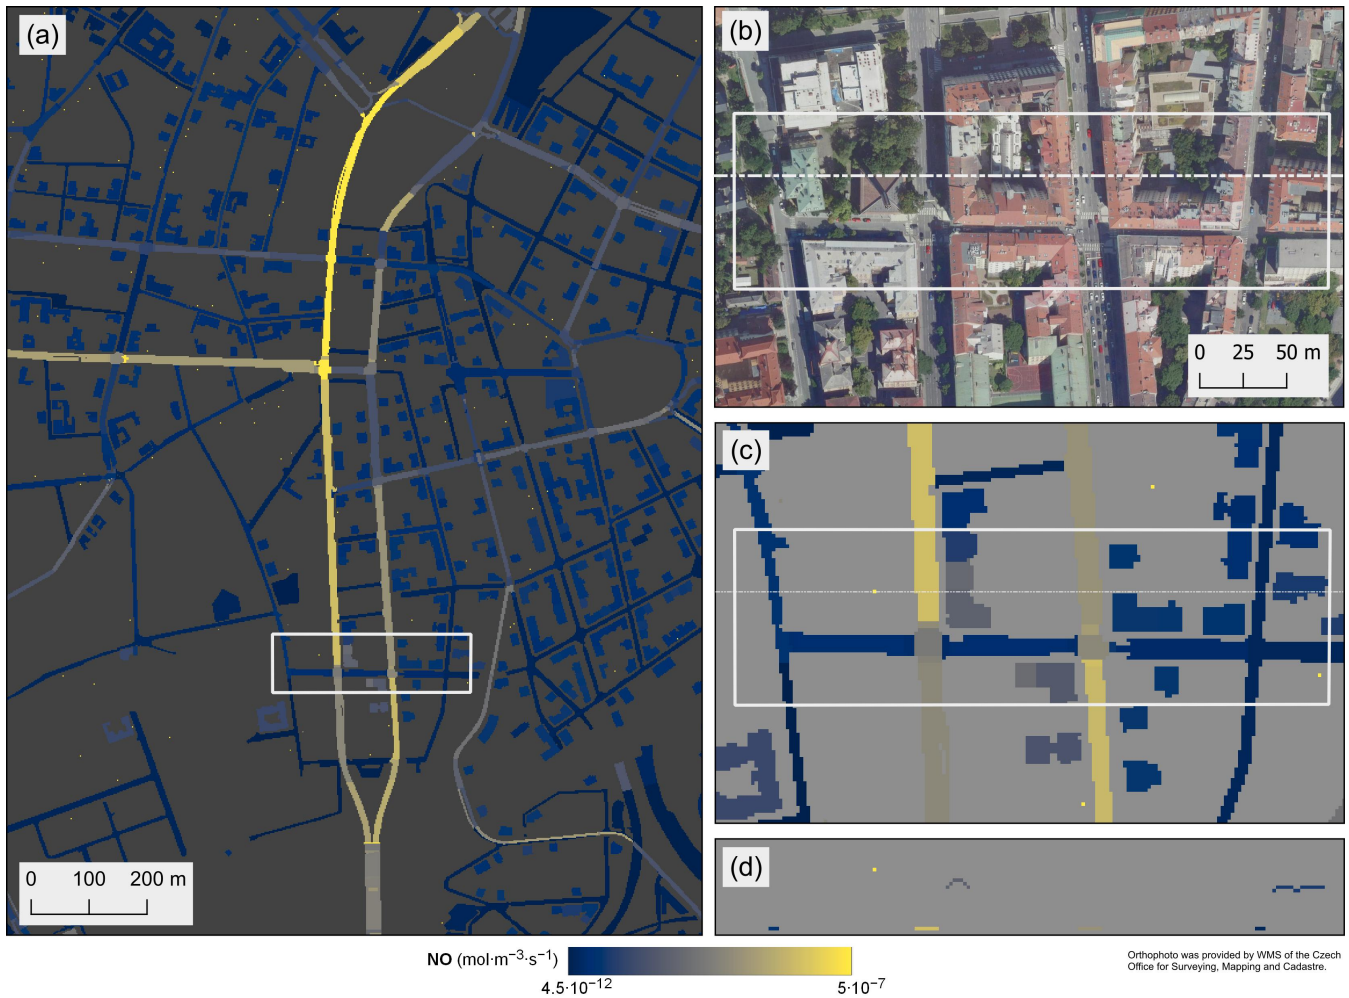 (a)
0 100 200 m
(b)
0 25 50 m
(c)
(d)
NO (mol·m⁻³·s⁻¹)
4.5·10⁻¹² 5·10⁻⁷
Orthophoto was provided by WMS of the Czech
Office for Surveying, Mapping and Cadastre.